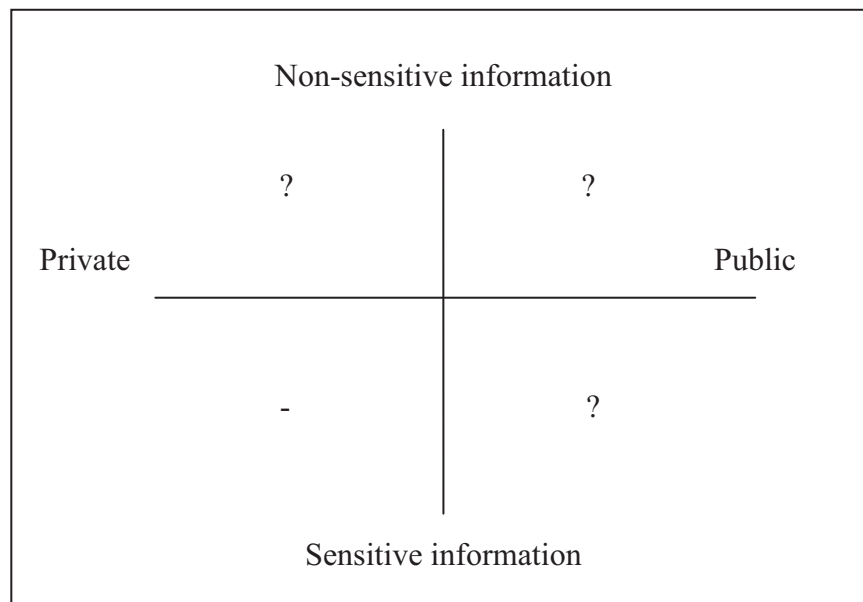 Non-sensitive information
? ?
Private Public
- ?
Sensitive information